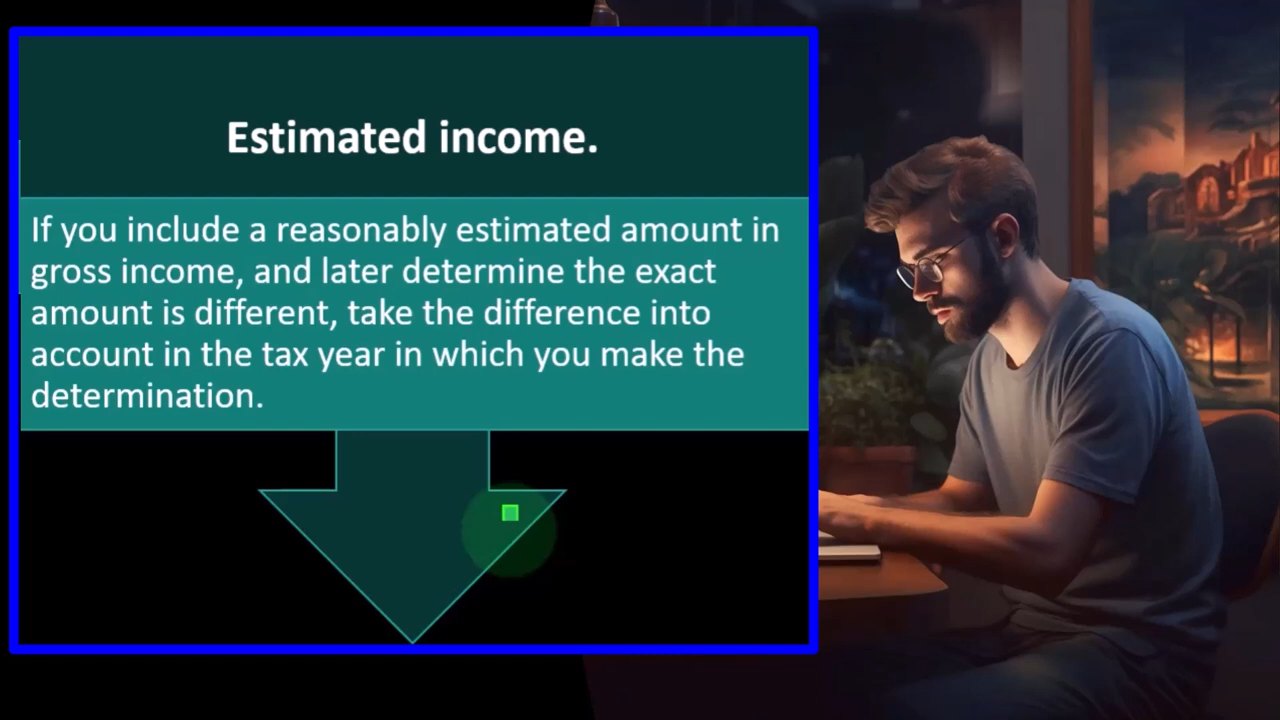 Estimated income.
If you include a reasonably estimated amount in
gross income, and later determine the exact
amount is different, take the difference into
account in the tax year in which you make the
determination.